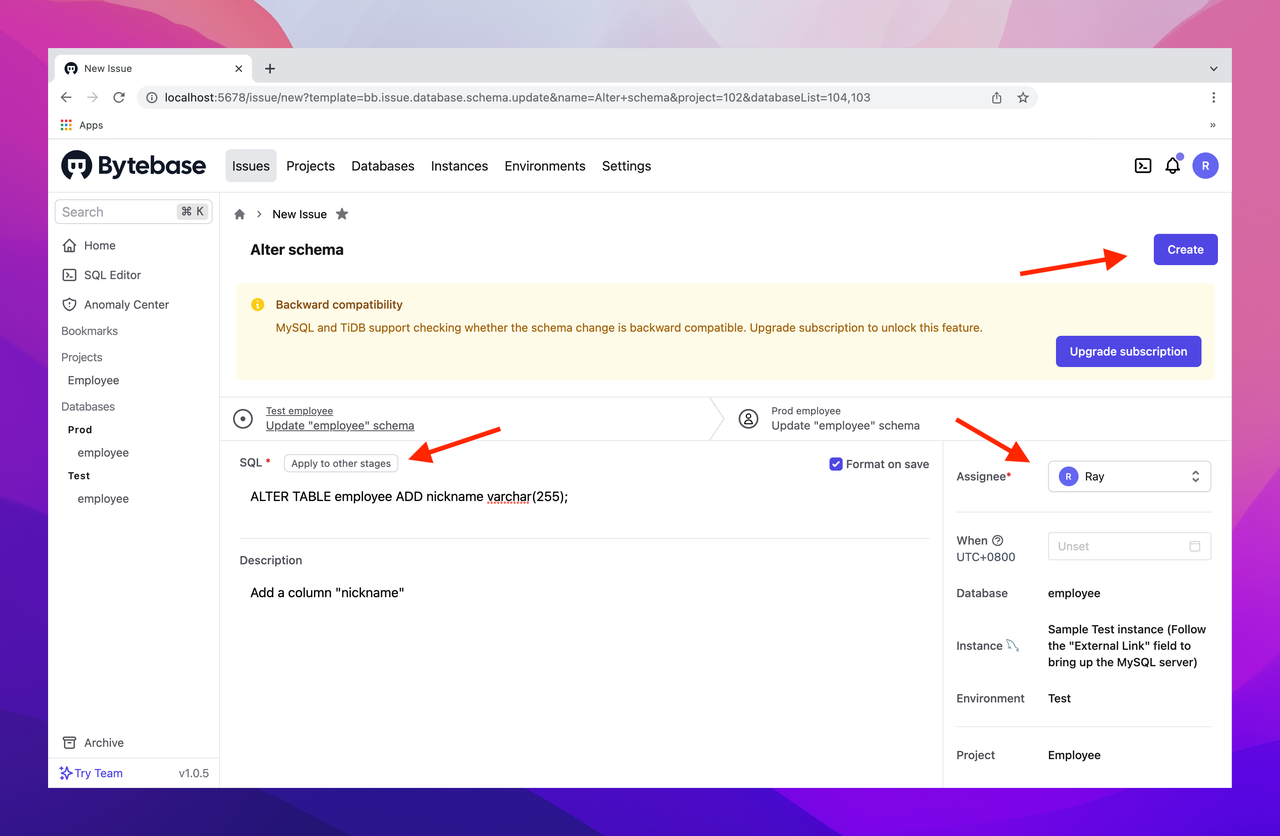 New Issue
localhost:5678/issue/new?template=bb.issue.database.schema.update&name=Alter+schema&project=102&databaseList=104,103
Apps
»
Bytebase
Issues
Projects
Databases
Instances
Environments
Settings
R
Search
⌘ K
Home
SQL Editor
Anomaly Center
Bookmarks
Projects
Employee
Databases
Prod
employee
Test
employee
Archive
Try Team
v1.0.5
New Issue
Alter schema
Create
Backward compatibility
MySQL and TiDB support checking whether the schema change is backward compatible. Upgrade subscription to unlock this feature.
Upgrade subscription
Test employee
Update "employee" schema
Prod employee
Update "employee" schema
SQL *
Apply to other stages
Format on save
ALTER TABLE employee ADD nickname varchar(255);
Description
Add a column "nickname"
Assignee*
R
Ray
When
UTC+0800
Unset
Database
employee
Instance
Sample Test instance (Follow
the "External Link" field to
bring up the MySQL server)
Environment
Test
Project
Employee